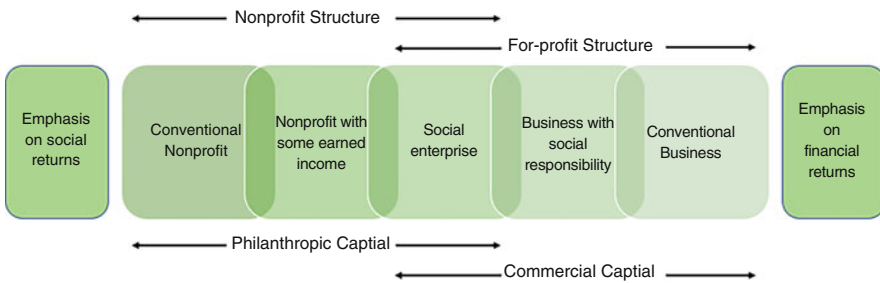 Nonprofit Structure
For-profit Structure
Emphasis
on social
returns
Conventional
Nonprofit
Nonprofit with
some earned
income
Social
enterprise
Business with
social
responsibility
Conventional
Business
Emphasis
on
financial
returns
Philanthropic Captial
Commercial Captial